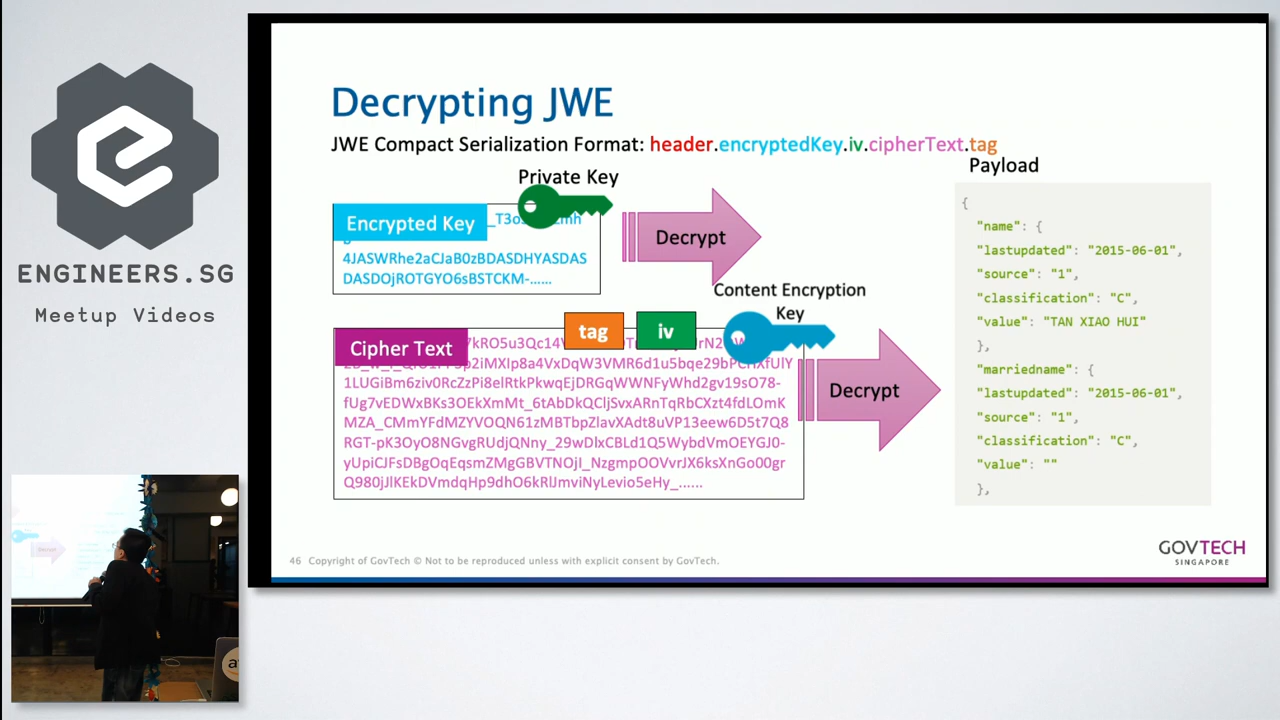 ENGINEERS.SG
Meetup Videos
Decrypting JWE
JWE Compact Serialization Format: header.encryptedKey.iv.cipherText.tag
Private Key
Encrypted Key
4JASWRhe2aCJaB0zBDASDHYASDAS
DASDOjROTGYO6sBSTCKM-......
Decrypt
Content Encryption
Key
tag
iv
Cipher Text
1LUGiBm6ziv0RcZzPi8elRtkPkwqEjDRGqWWNFyWhd2gv19sO78-
fUg7vEDWxBKs3OEkXmMt_6tAbDkQCljSvxARnTqRbCXzt4fdLOmK
MZA_CMmYFdMZYVOQN61zMBTbpZlavXAdt8uVP13eew6D5t7Q8
RGT-pK3OyO8NGvgRUdjQNny_29wDlxCBLd1Q5WybdVmOEYGJ0-
yUpiCJFsDBgOqEqsmZMgGBVTNOjI_NzgmpOOVvrJX6ksXnGo00gr
Q980jJlKEkDVmdqHp9dhO6kRlJmviNyLevio5eHy_......
Decrypt
Payload
{
"name": {
"lastupdated": "2015-06-01",
"source": "1",
"classification": "C",
"value": "TAN XIAO HUI"
},
"marriedname": {
"lastupdated": "2015-06-01",
"source": "1",
"classification": "C",
"value": ""
},
46 Copyright of GovTech © Not to be reproduced unless with explicit consent by GovTech.
GOVTECH
SINGAPORE